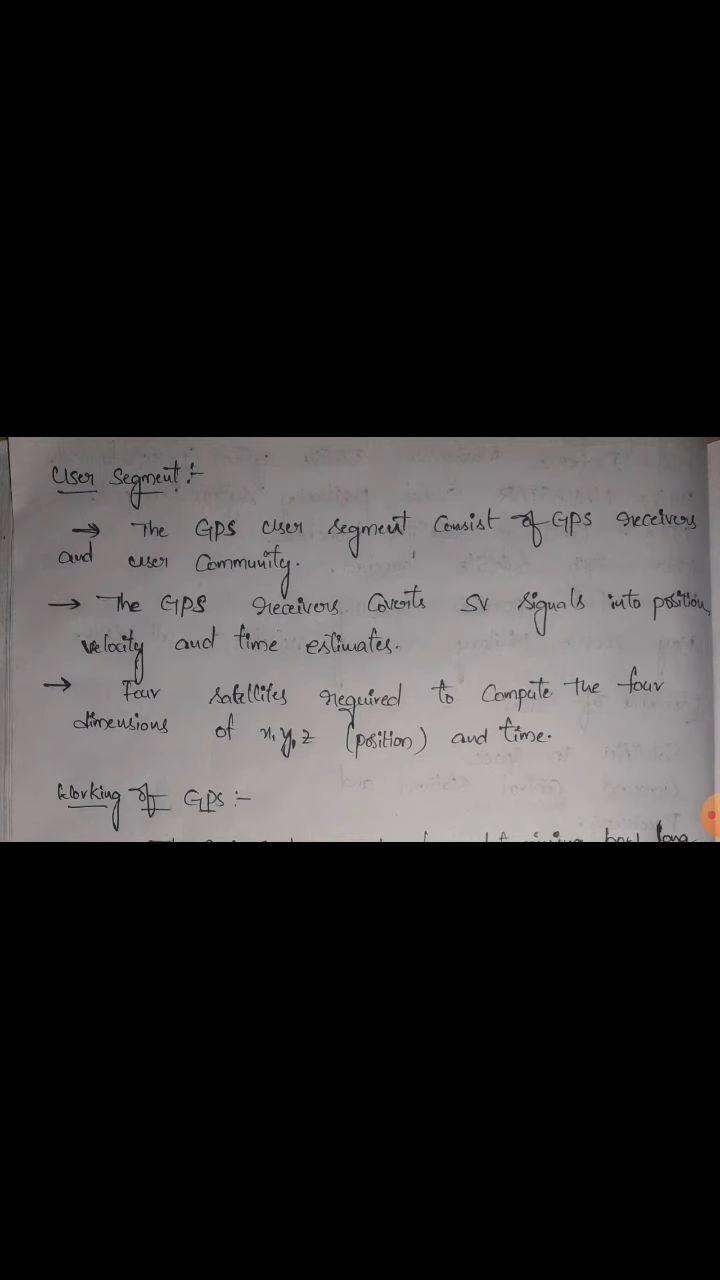 User Segment :-
→ The GPS User segment Consist of GPS receivers
and user Community.
→ The GPS receivers Coverts SV signals into position,
velocity and time estimates.
→ Four satellites required to Compute the four
dimensions of x, y, z (position) and time.
Working of GPS :-
how long